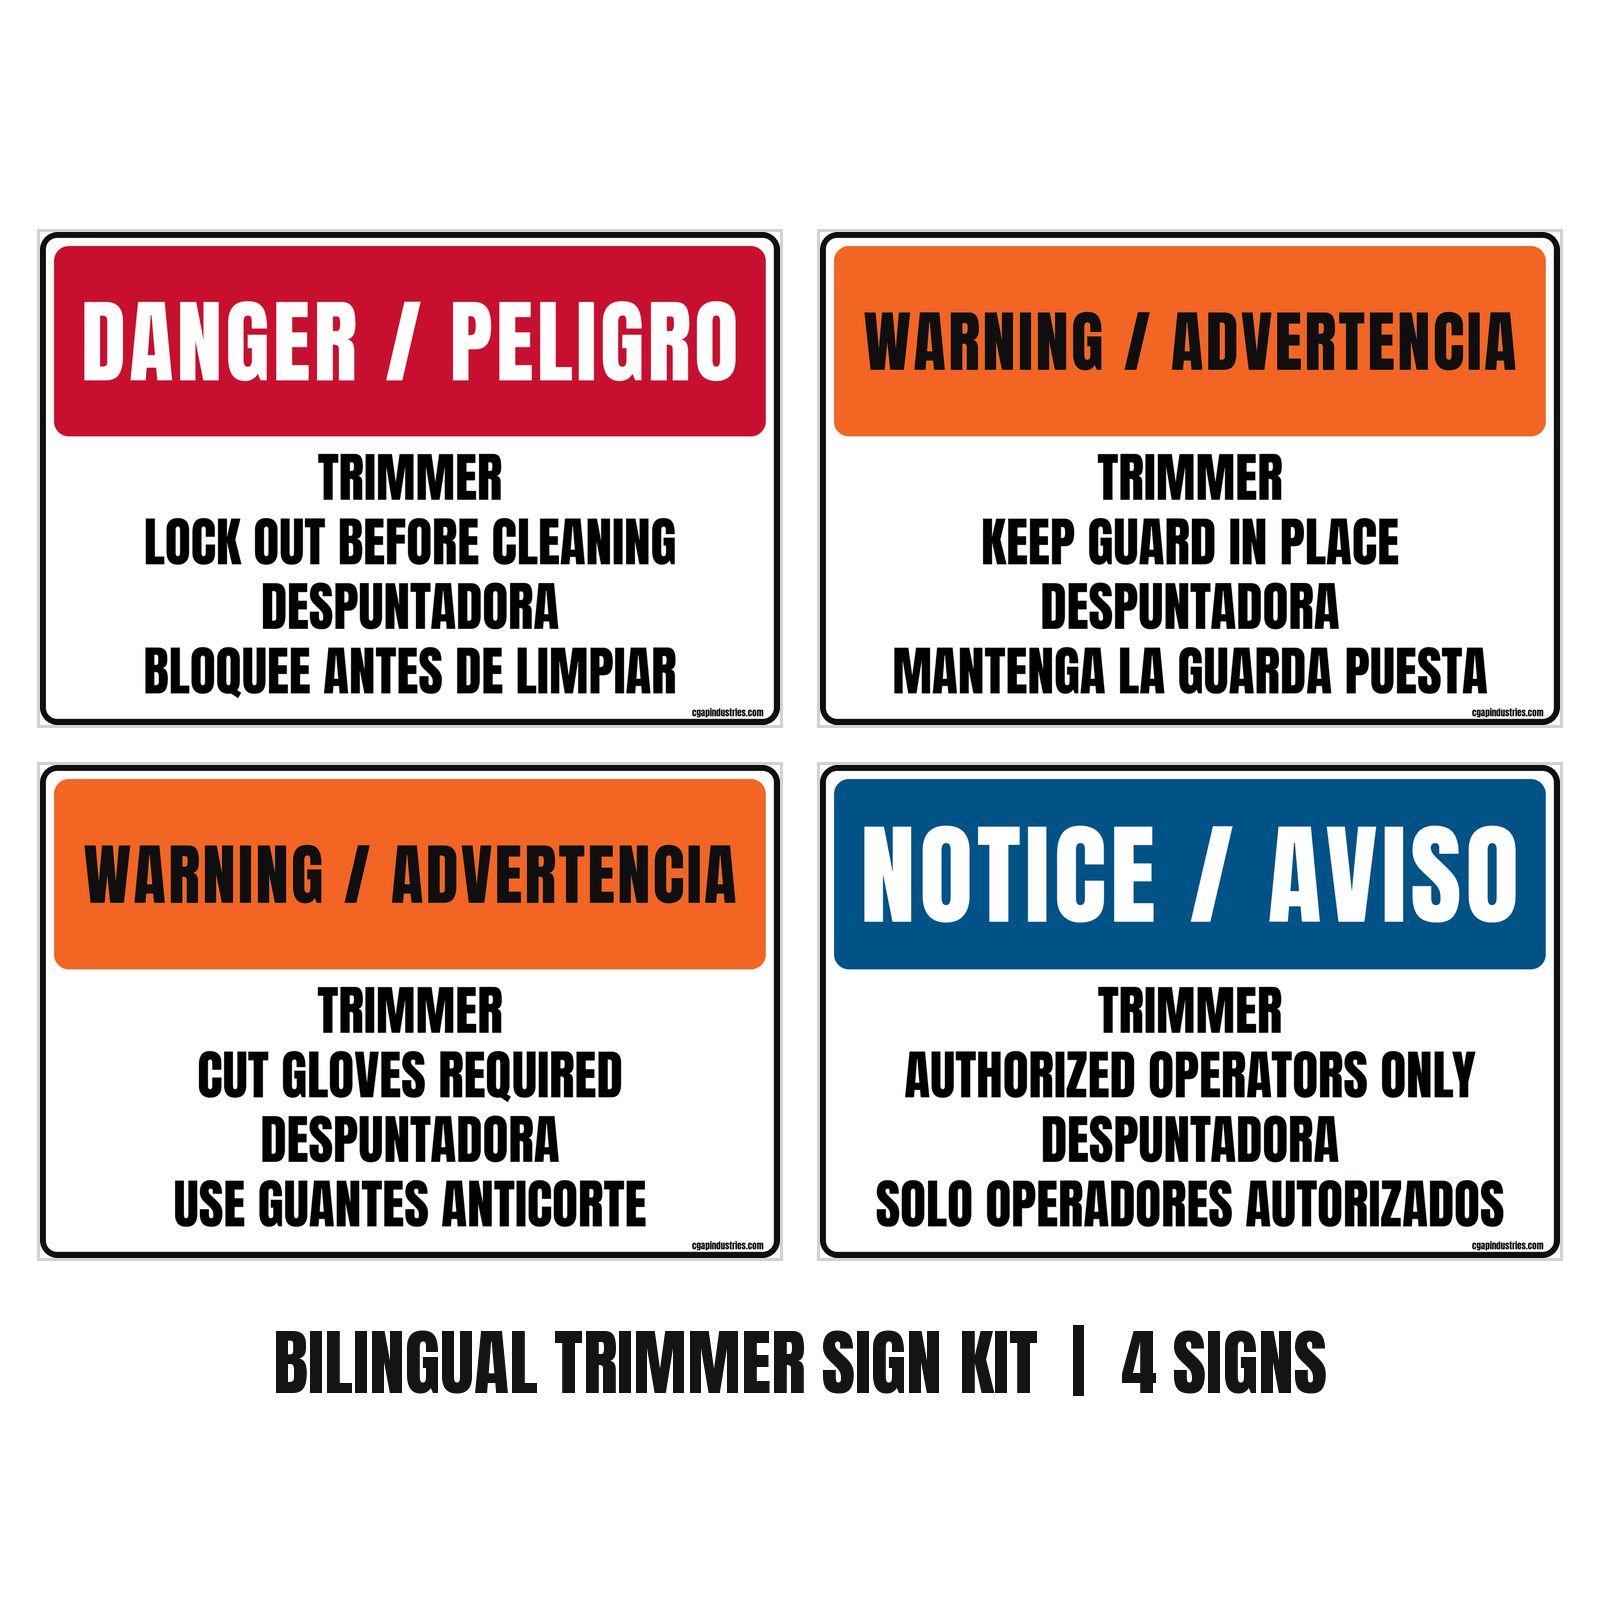 DANGER / PELIGRO
TRIMMER
LOCK OUT BEFORE CLEANING
DESPUNTADORA
BLOQUEE ANTES DE LIMPIAR
cgapindustries.com
WARNING / ADVERTENCIA
TRIMMER
KEEP GUARD IN PLACE
DESPUNTADORA
MANTENGA LA GUARDA PUESTA
cgapindustries.com
WARNING / ADVERTENCIA
TRIMMER
CUT GLOVES REQUIRED
DESPUNTADORA
USE GUANTES ANTICORTE
cgapindustries.com
NOTICE / AVISO
TRIMMER
AUTHORIZED OPERATORS ONLY
DESPUNTADORA
SOLO OPERADORES AUTORIZADOS
cgapindustries.com
BILINGUAL TRIMMER SIGN KIT | 4 SIGNS